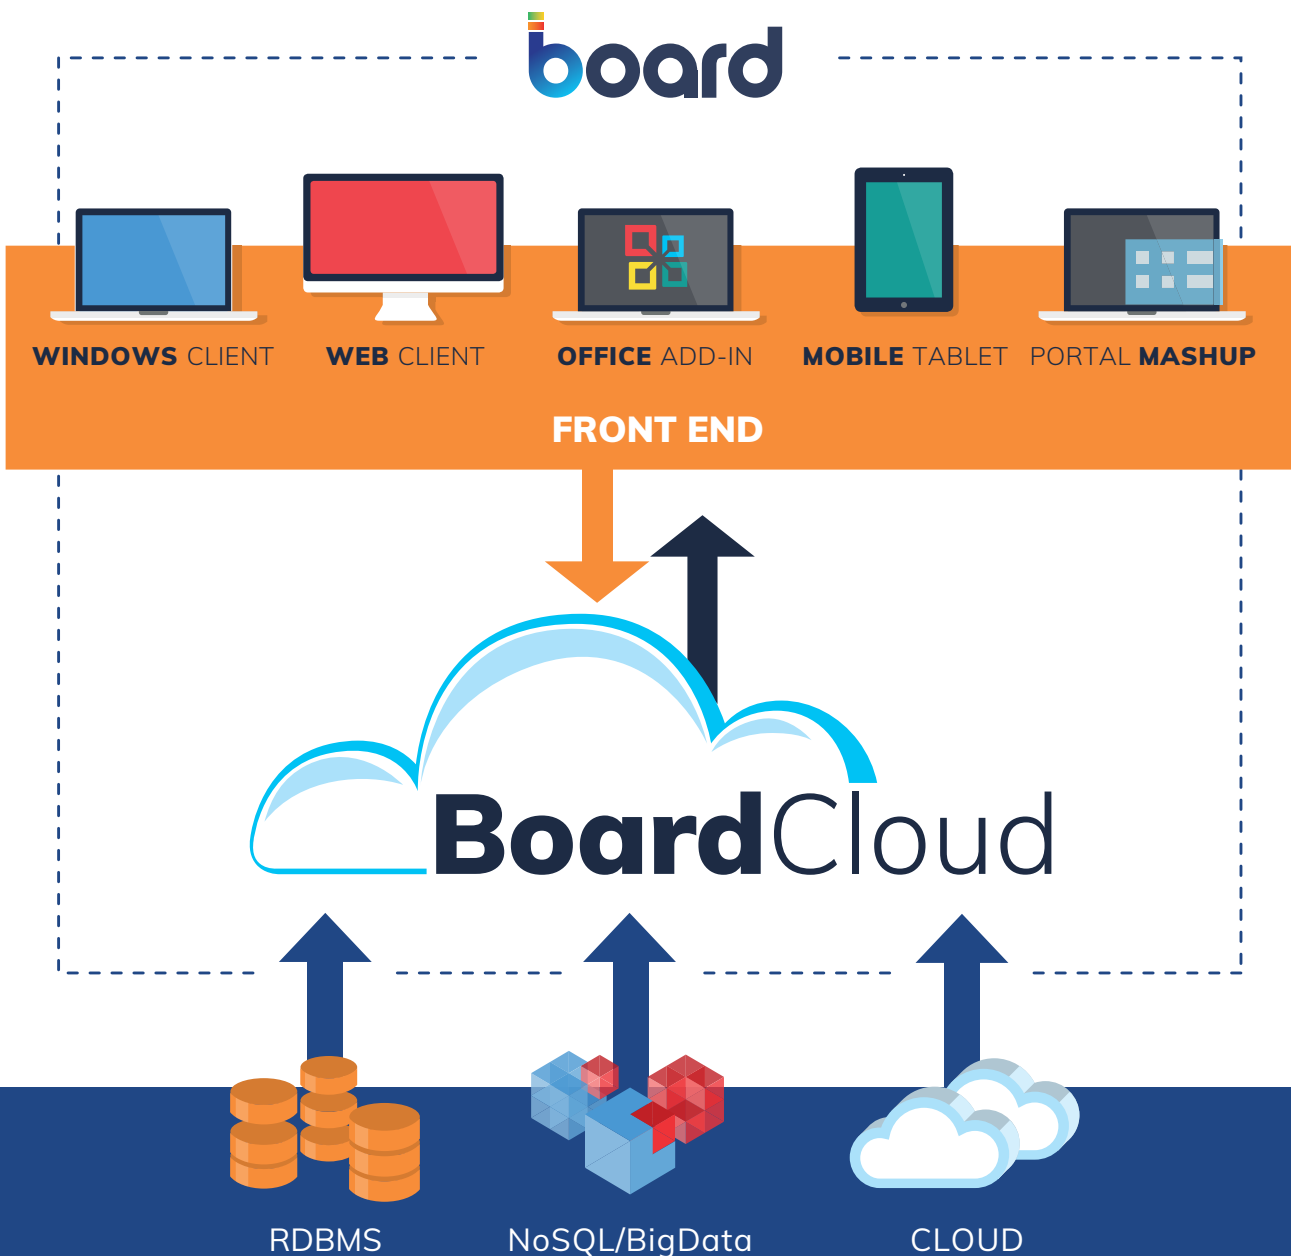 board
WINDOWS CLIENT
WEB CLIENT
OFFICE ADD-IN
MOBILE TABLET
PORTAL MASHUP
FRONT END
BoardCloud
RDBMS
NoSQL/BigData
CLOUD